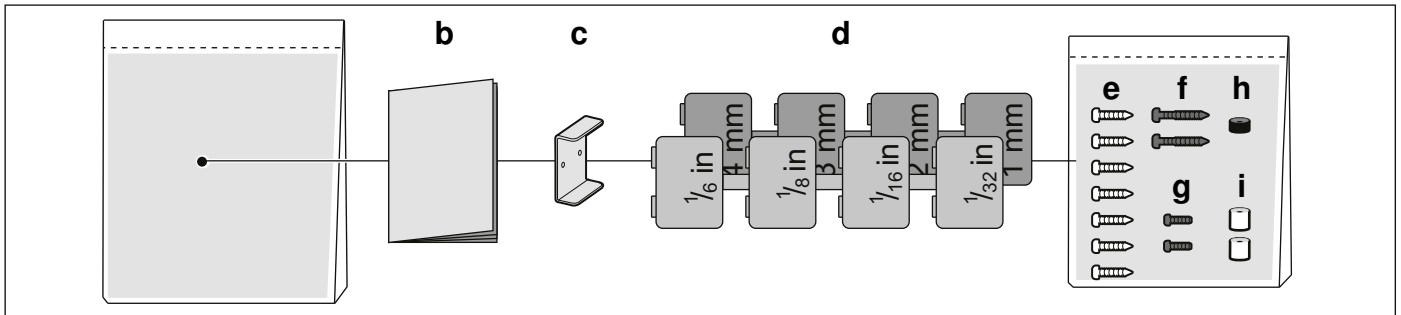 b c d
e f h
g i
4 mm 3 mm 2 mm 1 mm
1/6 in 1/8 in 1/16 in 1/32 in